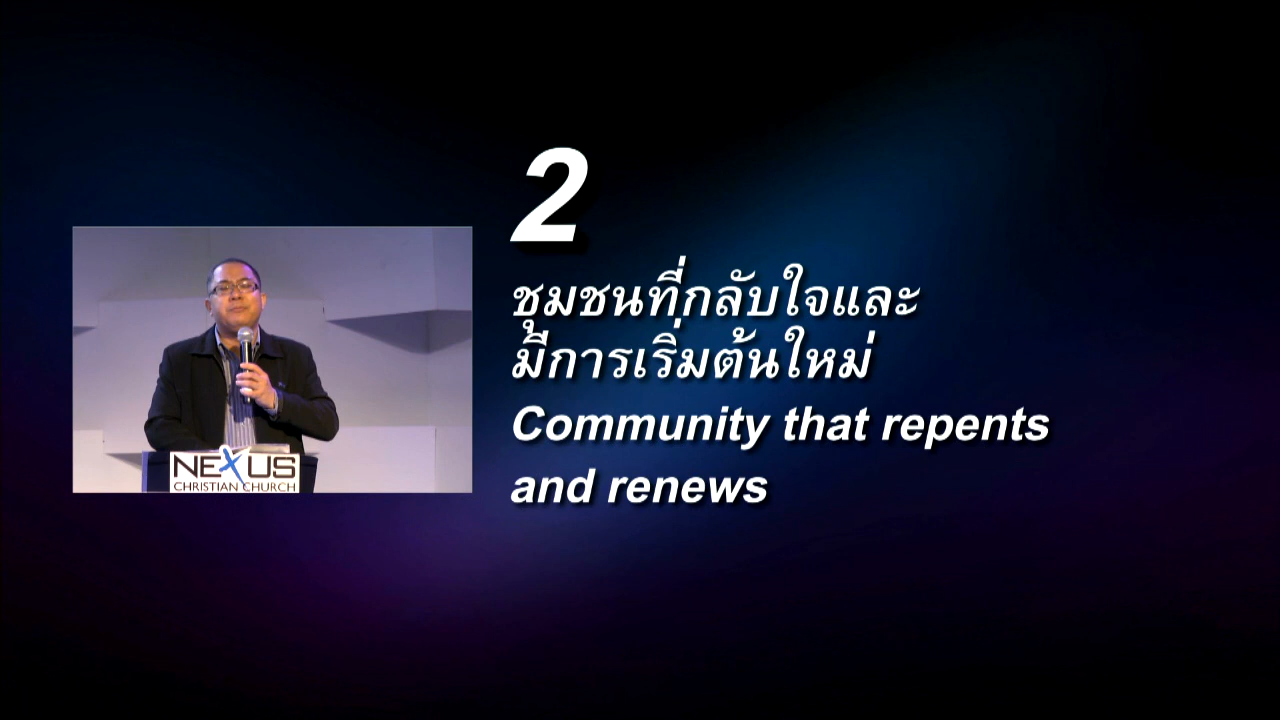 2
ชุมชนที่กลับใจและ
มีการเริ่มต้นใหม่
Community that repents
and renews
NEXUS
CHRISTIAN CHURCH